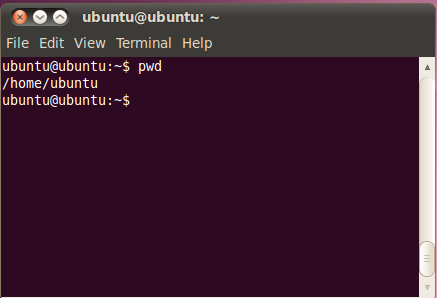 ubuntu@ubuntu: ~
File Edit View Terminal Help
ubuntu@ubuntu:~$ pwd
/home/ubuntu
ubuntu@ubuntu:~$